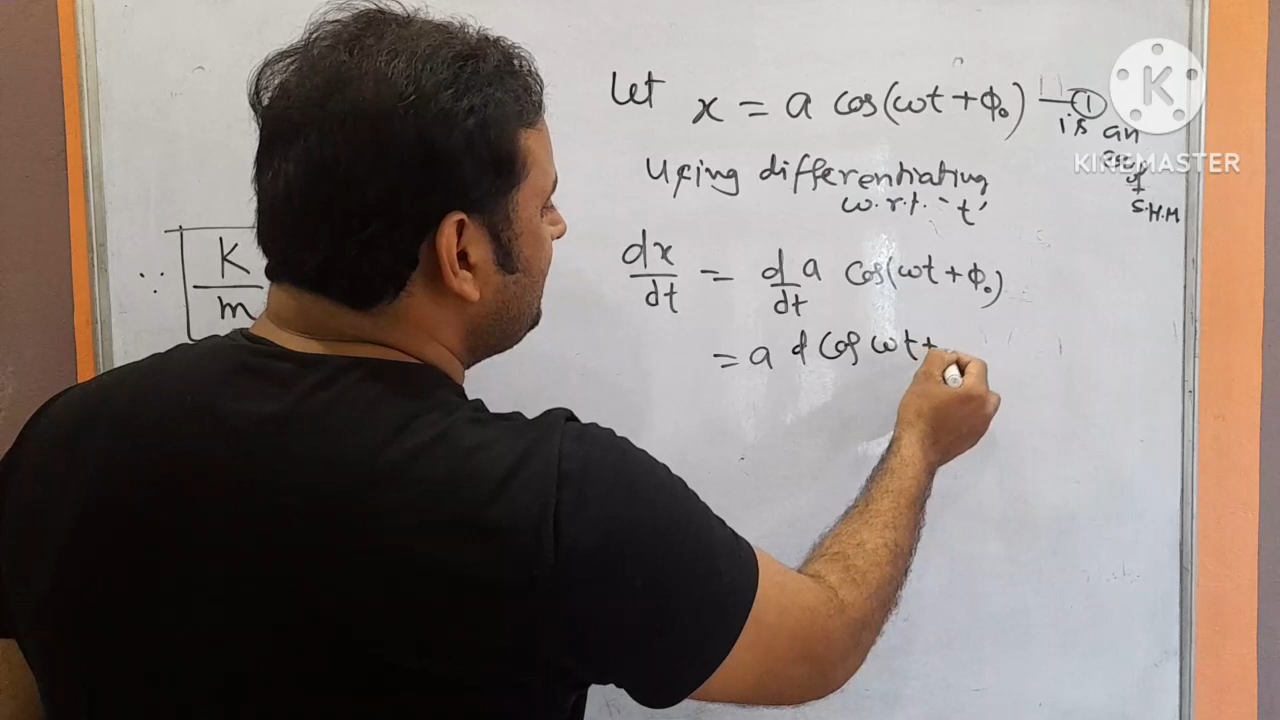 Let x = a cos(ωt + φ₀) — ①
is an
of
S.H.M
Using differentiating
w.r.t. 't'
dx/dt = d/dt a Cos(ωt + φ₀)
= a d Cos ωt +
∵ K/m
K
KINEMASTER